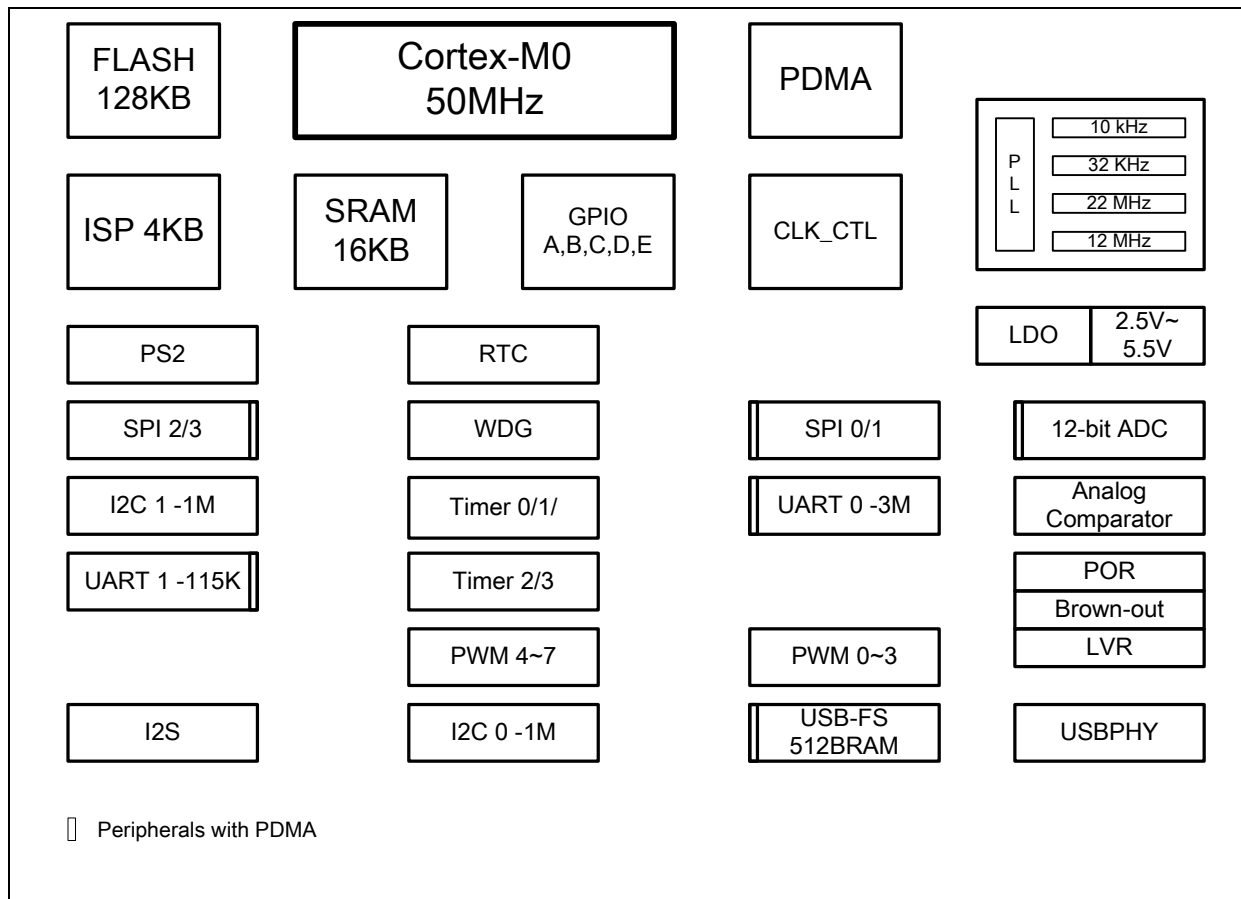 FLASH
128KB
Cortex-M0
50MHz
PDMA
10 kHz
32 KHz
22 MHz
12 MHz
P
L
L
ISP 4KB
SRAM
16KB
GPIO
A,B,C,D,E
CLK_CTL
LDO
2.5V~
5.5V
PS2
RTC
SPI 2/3
WDG
SPI 0/1
12-bit ADC
I2C 1 -1M
Timer 0/1/
UART 0 -3M
Analog
Comparator
UART 1 -115K
Timer 2/3
POR
Brown-out
LVR
PWM 4~7
PWM 0~3
I2S
I2C 0 -1M
USB-FS
512BRAM
USBPHY
Peripherals with PDMA